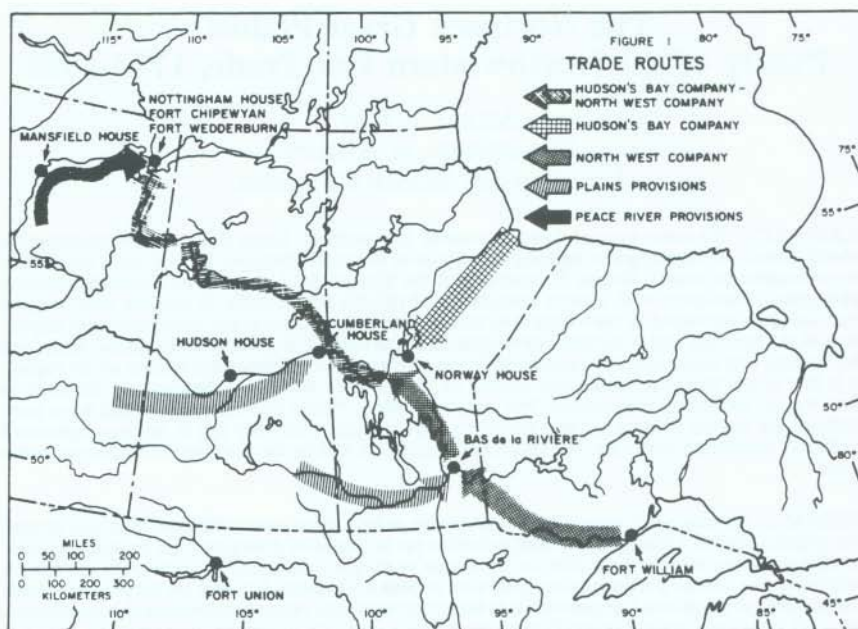 115°
110°
105°
100°
95°
90°
FIGURE 1
80°
75°
TRADE ROUTES
HUDSON'S BAY COMPANY-
NORTH WEST COMPANY
HUDSON'S BAY COMPANY
NORTH WEST COMPANY
PLAINS PROVISIONS
PEACE RIVER PROVISIONS
NOTTINGHAM HOUSE
FORT CHIPEWYAN
FORT WEDDERBURN
MANSFIELD HOUSE
75°
55°
55°
CUMBERLAND
HOUSE
HUDSON HOUSE
NORWAY HOUSE
50°
BAS de la RIVIÈRE
50°
80°
MILES
0 50 100 200
0 100 200 300
KILOMETERS
FORT UNION
FORT WILLIAM
45°
110°
105°
100°
95°
90°
85°
45°